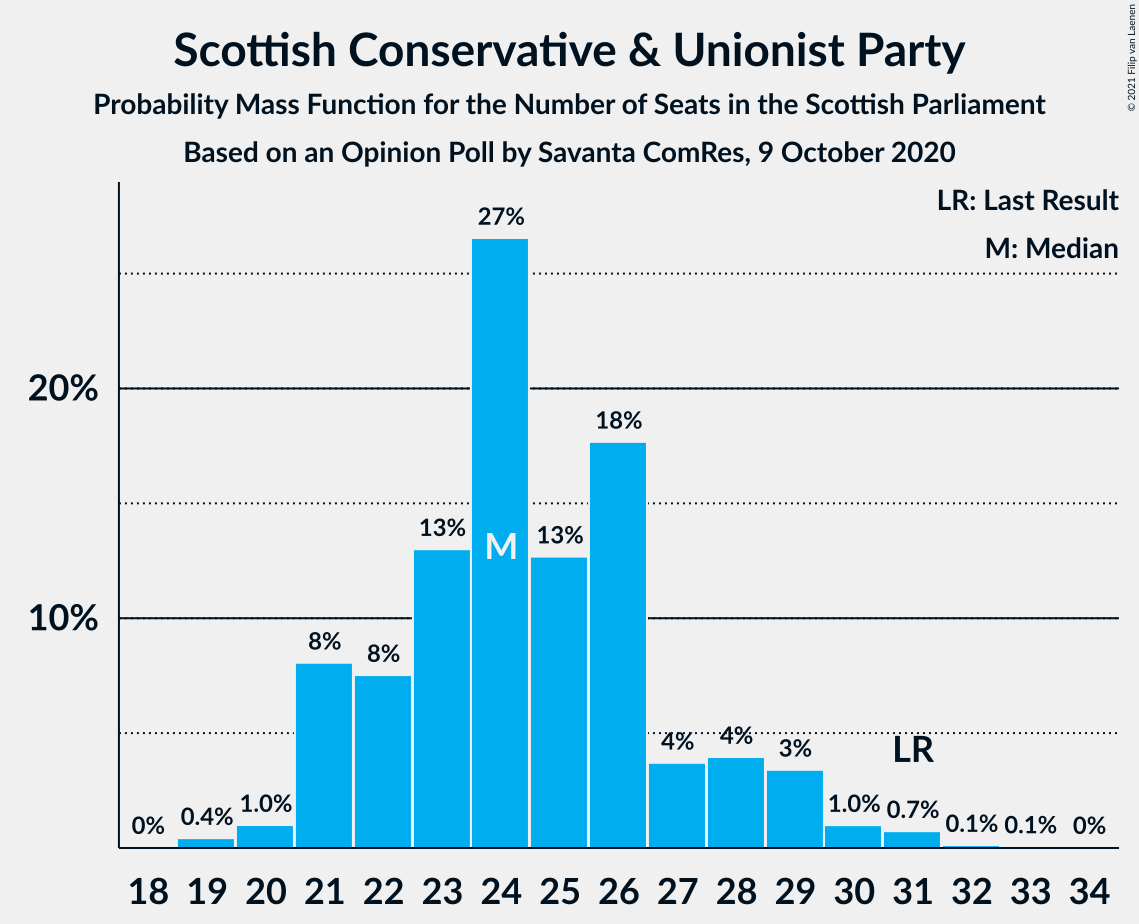 Scottish Conservative & Unionist Party
Probability Mass Function for the Number of Seats in the Scottish Parliament
Based on an Opinion Poll by Savanta ComRes, 9 October 2020
© 2021 Filip van Laenen
LR: Last Result
M: Median
27%
20%
18%
13%
M
13%
10%
8%
8%
4%
4%
3%
LR
0%
0.4%
1.0%
1.0%
0.7%
0.1%
0.1%
0%
18 19 20 21 22 23 24 25 26 27 28 29 30 31 32 33 34